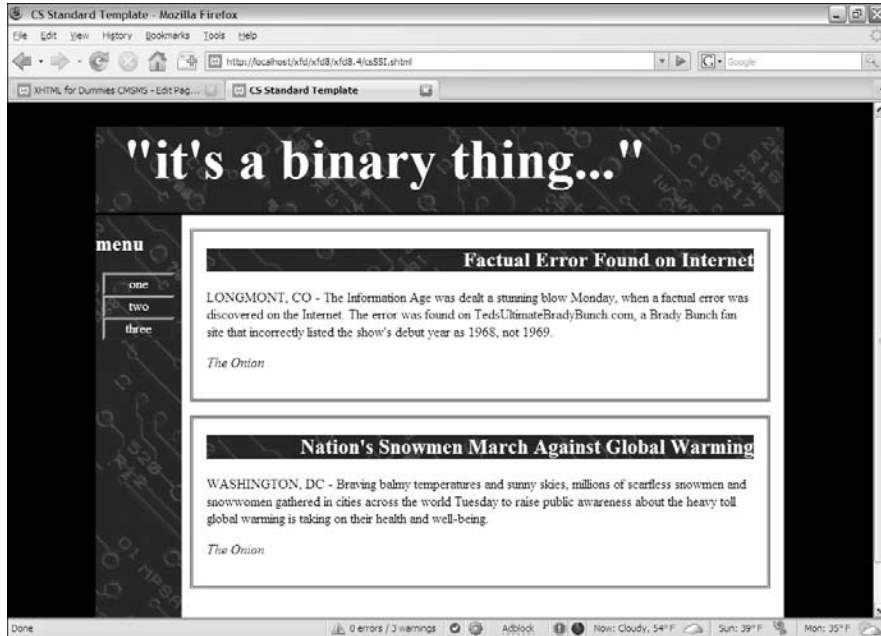 CS Standard Template - Mozilla Firefox
File Edit View History Bookmarks Tools Help
http://localhost/xfd/xfd8/xfd8.4/csSSI.shtml
Google
XHTML for Dummies CMSMS - Edit Pag...
CS Standard Template
"it's a binary thing..."
menu
one
two
three
Factual Error Found on Internet
LONGMONT, CO - The Information Age was dealt a stunning blow Monday, when a factual error was
discovered on the Internet. The error was found on TedsUltimateBradyBunch.com, a Brady Bunch fan
site that incorrectly listed the show's debut year as 1968, not 1969.
The Onion
Nation's Snowmen March Against Global Warming
WASHINGTON, DC - Braving balmy temperatures and sunny skies, millions of scarfless snowmen and
snowwomen gathered in cities across the world Tuesday to raise public awareness about the heavy toll
global warming is taking on their health and well-being.
The Onion
Done
0 errors / 3 warnings
Adblock
Now: Cloudy, 54° F
Sun: 39° F
Mon: 35° F